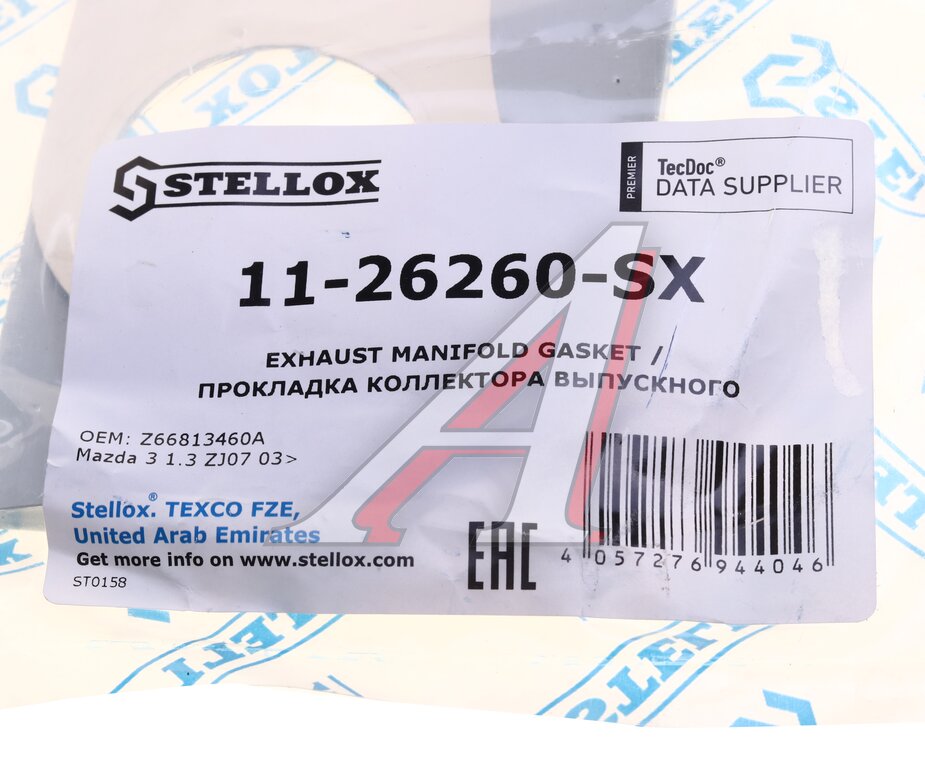 STELLOX
PREMIER
TecDoc®
DATA SUPPLIER
11-26260-SX
EXHAUST MANIFOLD GASKET /
ПРОКЛАДКА КОЛЛЕКТОРА ВЫПУСКНОГО
OEM: Z66813460A
Mazda 3 1.3 ZJ07 03>
Stellox.® TEXCO FZE,
United Arab Emirates
Get more info on www.stellox.com
ST0158
EAC
4 057276 944046